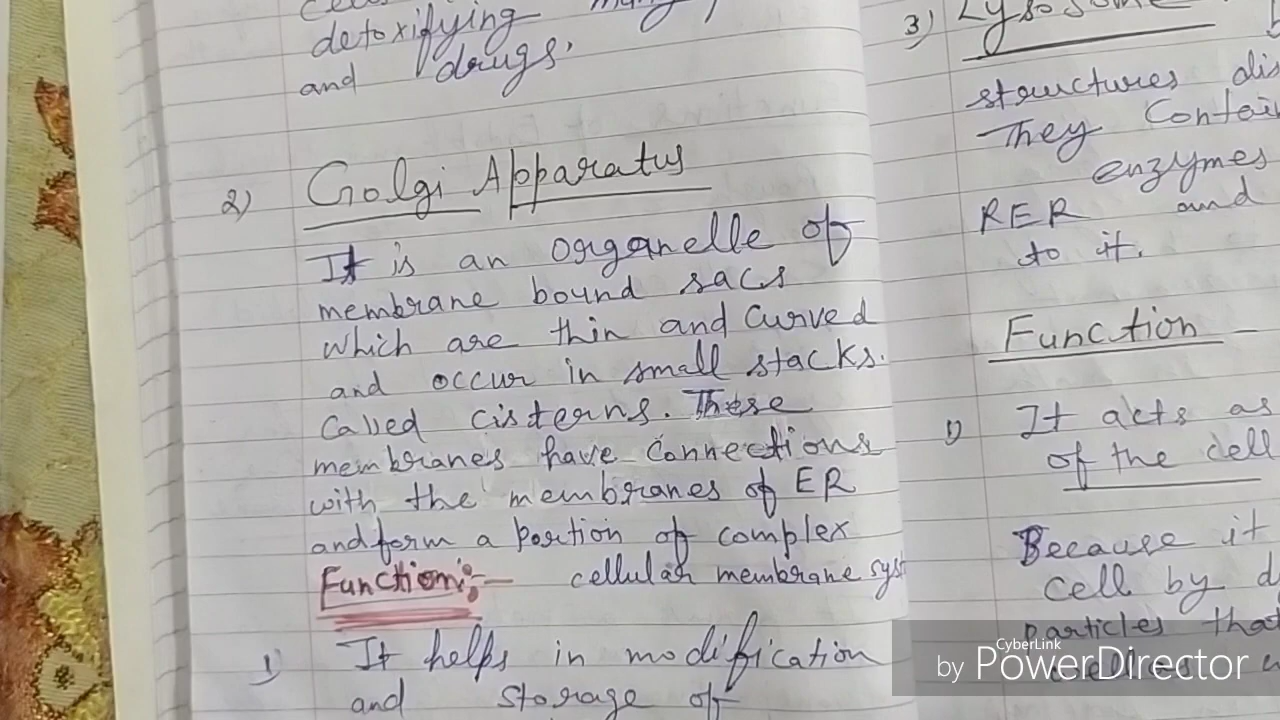 detoxifying
and drugs.
2) Golgi Apparatus
It is an organelle of
membrane bound sacs
which are thin and curved
and occur in small stacks.
Called cisterns. These
membranes have connections
with the membranes of ER
and form a portion of complex
Function:- cellular membrane syst
1) It helps in modification
and storage of
3) Lysosome
structures dis
They Contain
enzymes
RER and
to it.
Function -
1) It acts as
of the cell
Because it
cell by d
particles that
CyberLink
by PowerDirector